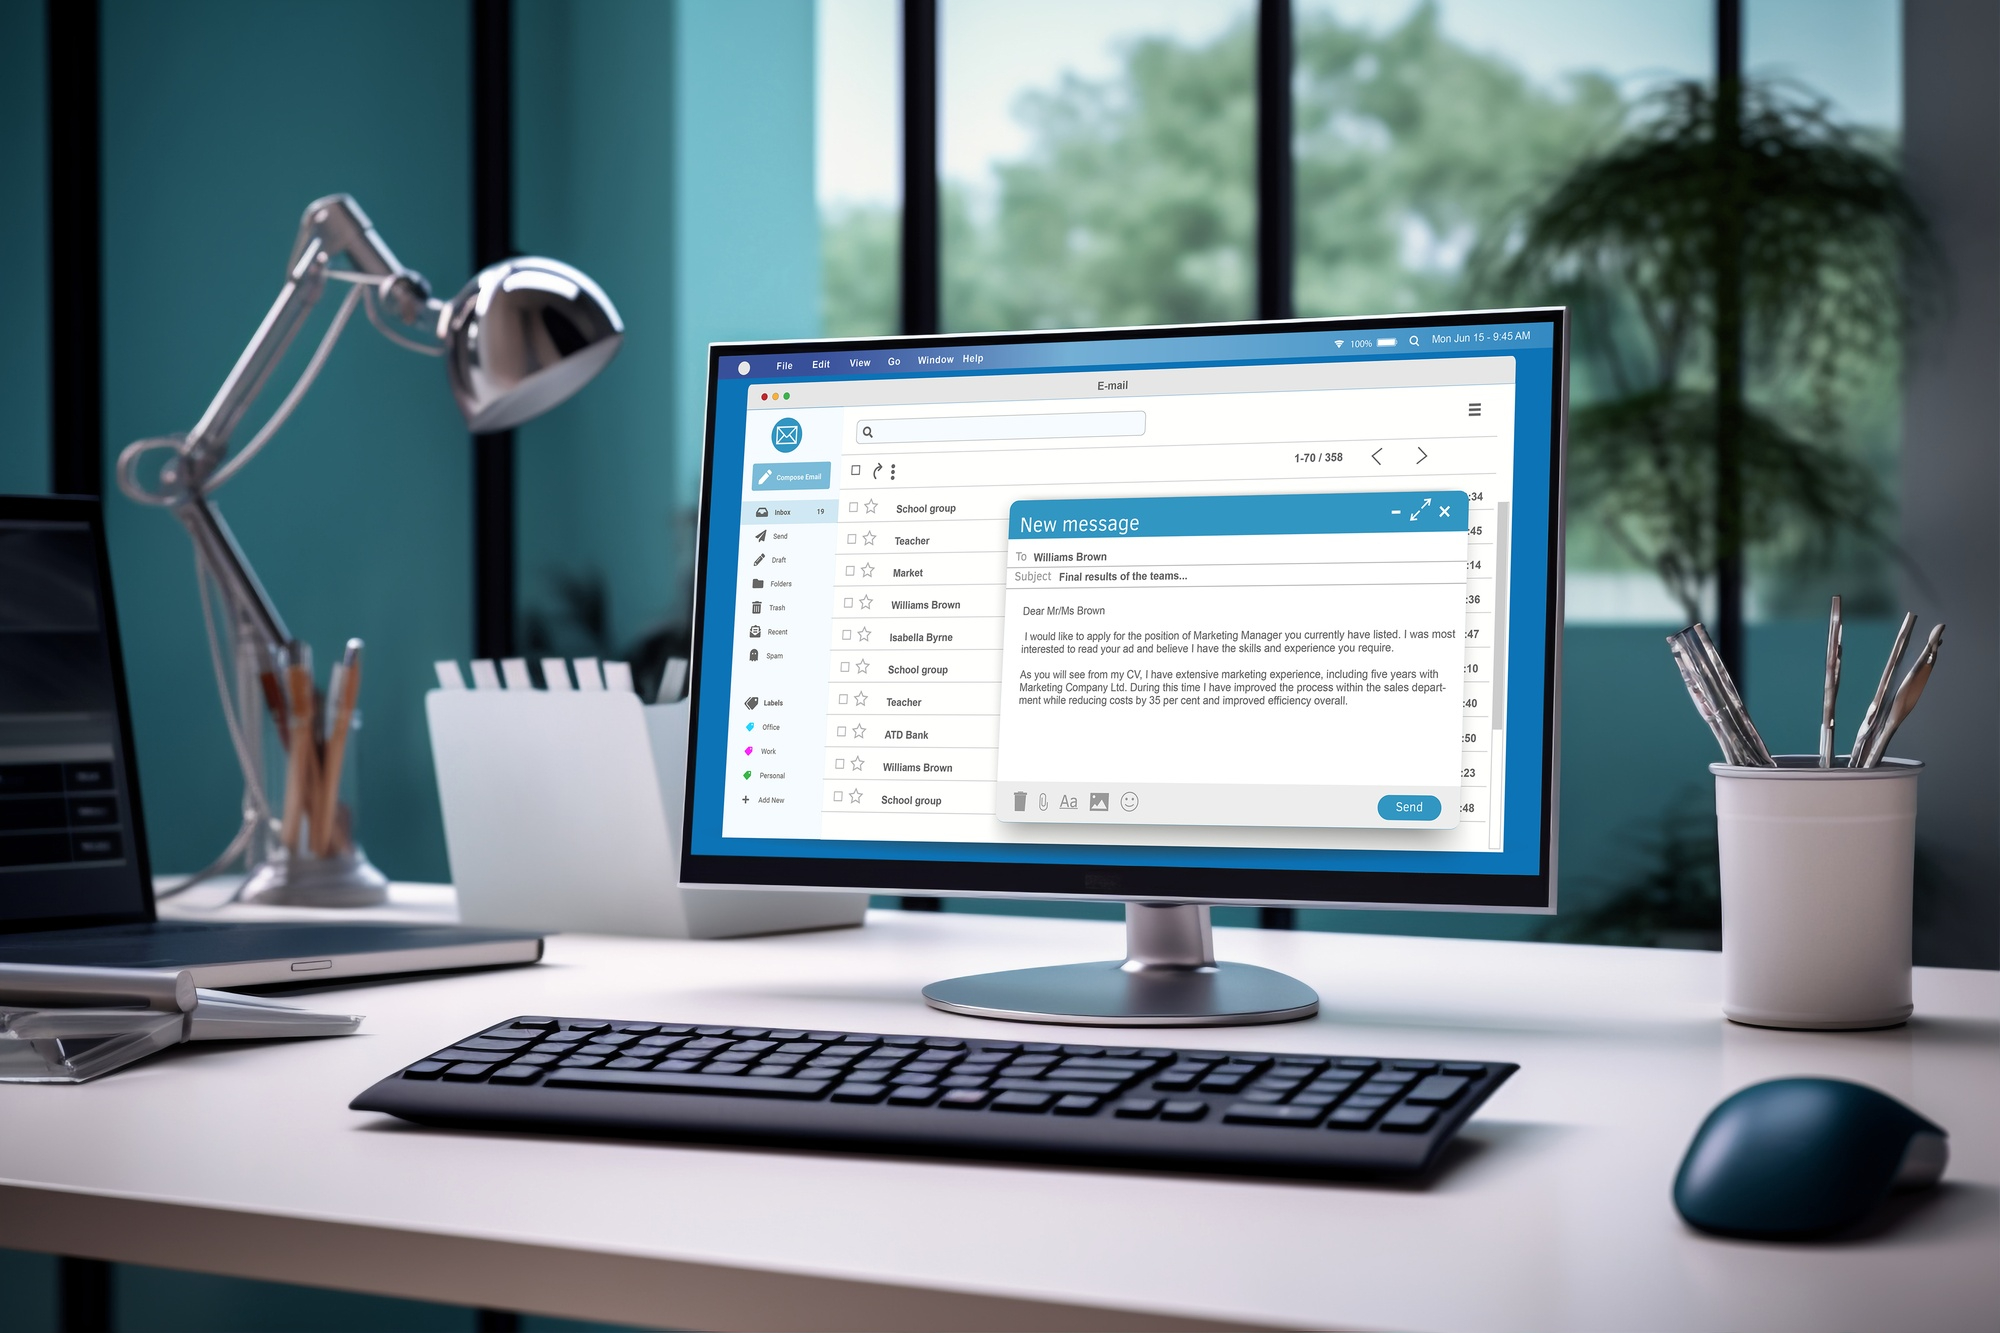 File Edit View Go Window Help
100% Mon Jun 15 - 9:45 AM
E-mail
Compose Email
1-70 / 358
Inbox 19
Send
Draft
Folders
Trash
Recent
Spam
Labels
Office
Work
Personal
Add New
School group
Teacher
Market
Williams Brown
Isabella Byrne
School group
Teacher
ATD Bank
Williams Brown
School group
:34
:45
:14
:36
:47
:10
:40
:50
:23
:48
New message
To Williams Brown
Subject Final results of the teams...
Dear Mr/Ms Brown
I would like to apply for the position of Marketing Manager you currently have listed. I was most
interested to read your ad and believe I have the skills and experience you require.
As you will see from my CV, I have extensive marketing experience, including five years with
Marketing Company Ltd. During this time I have improved the process within the sales depart-
ment while reducing costs by 35 per cent and improved efficiency overall.
Aa
Send